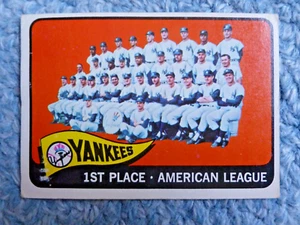 YANKEES
1ST PLACE · AMERICAN LEAGUE